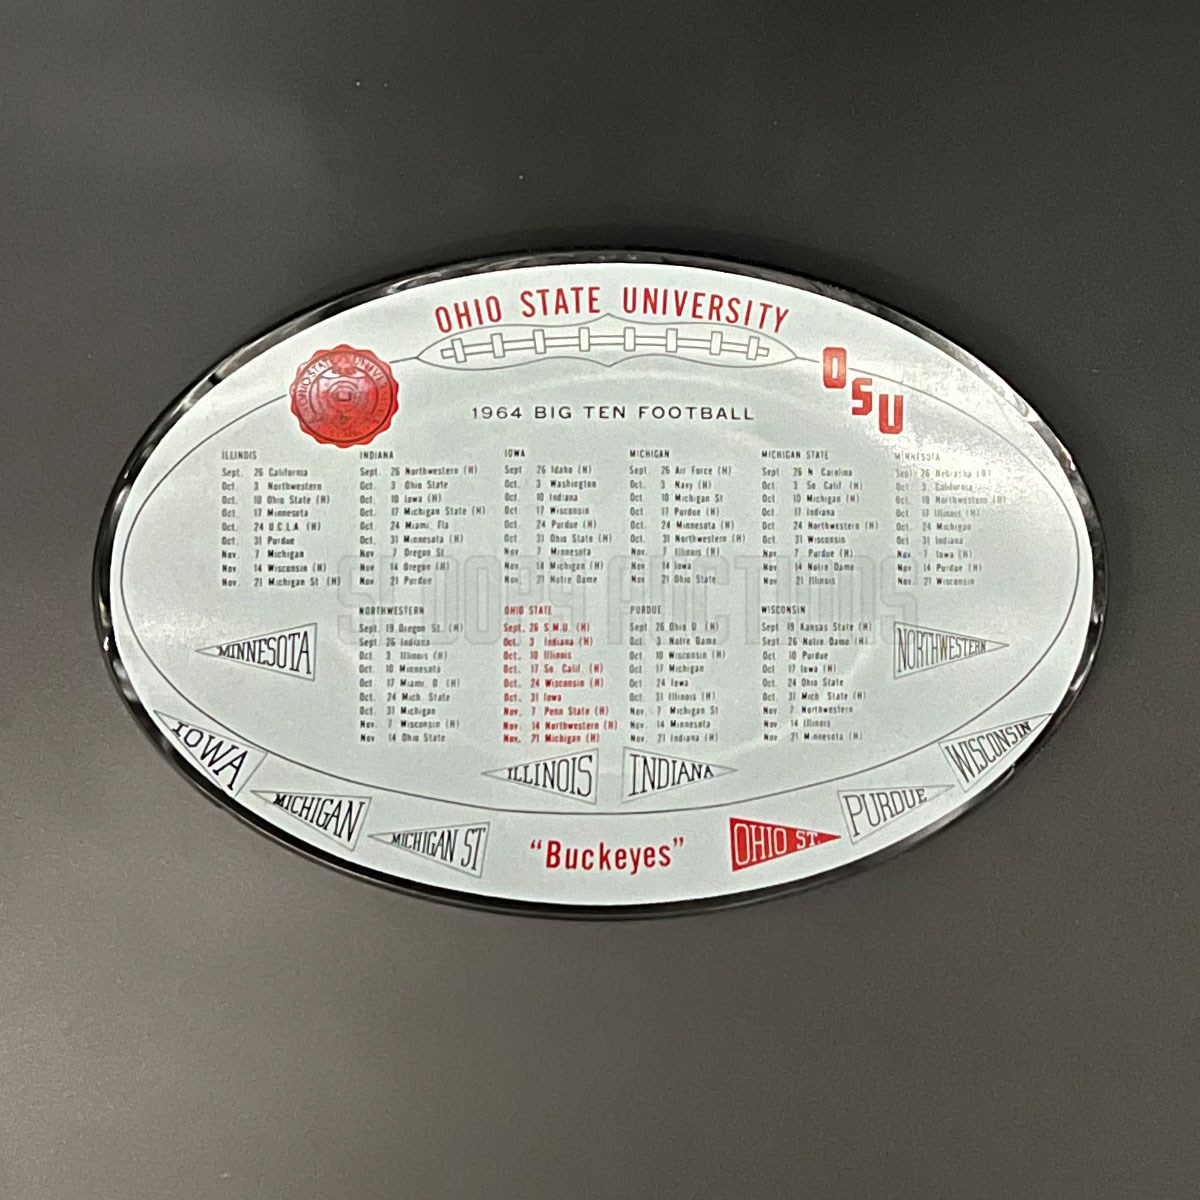 OHIO STATE UNIVERSITY
OHIO STATE UNIVERSITY
OSU
1964 BIG TEN FOOTBALL
ILLINOIS
Sept. 26 California
Oct. 3 Northwestern
Oct. 10 Ohio State (H)
Oct. 17 Minnesota
Oct. 24 U.C.L.A. (H)
Oct. 31 Purdue
Nov. 7 Michigan
Nov. 14 Wisconsin (H)
Nov. 21 Michigan St (H)
INDIANA
Sept. 26 Northwestern (H)
Oct. 3 Ohio State
Oct. 10 Iowa (H)
Oct. 17 Michigan State (H)
Oct. 24 Miami, Fla
Oct. 31 Minnesota (H)
Nov 7 Oregon St
Nov 14 Oregon (H)
Nov 21 Purdue
IOWA
Sept 26 Idaho (H)
Oct. 3 Washington
Oct. 10 Indiana
Oct. 17 Wisconsin
Oct. 24 Purdue (H)
Oct. 31 Ohio State (H)
Nov. 7 Minnesota
Nov. 14 Michigan (H)
Nov. 21 Notre Dame
MICHIGAN
Sept. 26 Air Force (H)
Oct. 3 Navy (H)
Oct. 10 Michigan St
Oct. 17 Purdue (H)
Oct. 24 Minnesota (H)
Oct. 31 Northwestern (H)
Nov. 7 Illinois (H)
Nov. 14 Iowa
Nov. 21 Ohio State
MICHIGAN STATE
Sept. 26 N Carolina
Oct. 3 So. Calif. (H)
Oct. 10 Michigan (H)
Oct. 17 Indiana
Oct. 24 Northwestern (H)
Oct. 31 Wisconsin
Nov. 7 Purdue (H)
Nov 14 Notre Dame
Nov 21 Illinois
MINNESOTA
Sept 26 Nebraska (H)
Oct. 3 California
Oct. 10 Northwestern (H)
Oct. 17 Illinois (H)
Oct. 24 Michigan
Oct. 31 Indiana
Nov. 7 Iowa (H)
Nov. 14 Purdue (H)
Nov. 21 Wisconsin
SLOOPS AUCTIONS
NORTHWESTERN
Sept. 19 Oregon St. (H)
Sept. 26 Indiana
Oct. 3 Illinois (H)
Oct. 10 Minnesota
Oct 17 Miami, O. (H)
Oct. 24 Mich. State
Oct. 31 Michigan
Nov. 7 Wisconsin (H)
Nov 14 Ohio State
OHIO STATE
Sept. 26 S.M.U. (H)
Oct. 3 Indiana (H)
Oct. 10 Illinois
Oct. 17 So. Calif. (H)
Oct. 24 Wisconsin (H)
Oct. 31 Iowa
Nov. 7 Penn State (H)
Nov. 14 Northwestern (H)
Nov. 21 Michigan (H)
PURDUE
Sept 26 Ohio U (H)
Oct. 3 Notre Dame
Oct. 10 Wisconsin (H)
Oct. 17 Michigan
Oct. 24 Iowa
Oct. 31 Illinois (H)
Nov. 7 Michigan St
Nov. 14 Minnesota
Nov. 21 Indiana (H)
WISCONSIN
Sept 19 Kansas State (H)
Sept. 26 Notre Dame (H)
Oct. 10 Purdue
Oct. 17 Iowa (H)
Oct. 24 Ohio State
Oct. 31 Mich State (H)
Nov. 7 Northwestern
Nov. 14 Illinois
Nov. 21 Minnesota (H)
MINNESOTA
NORTHWESTERN
IOWA
MICHIGAN
MICHIGAN ST
ILLINOIS
INDIANA
"Buckeyes"
OHIO ST.
PURDUE
WISCONSIN